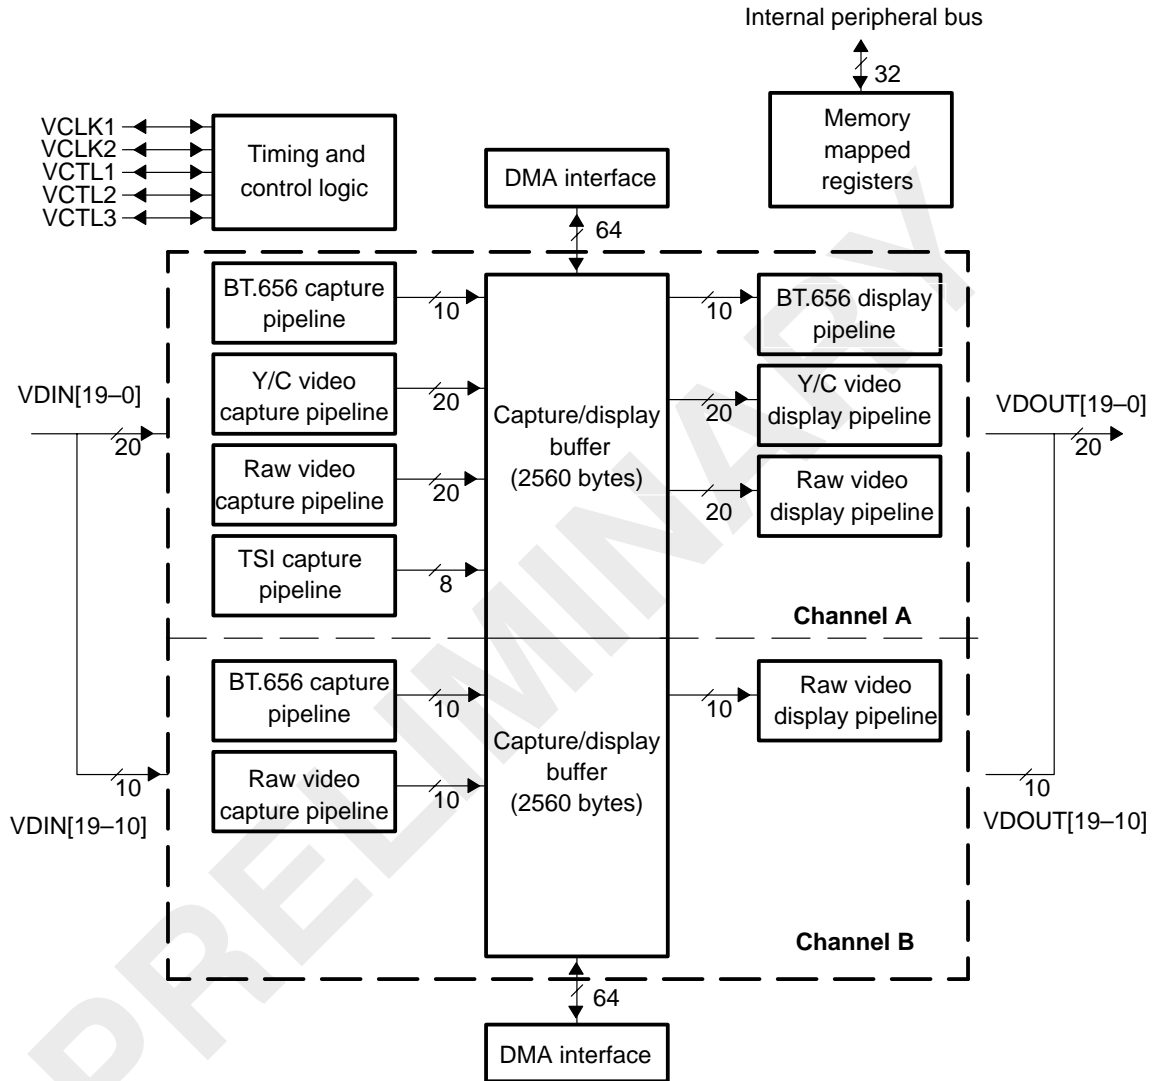 Internal peripheral bus
32
VCLK1
VCLK2
VCTL1
VCTL2
VCTL3
Timing and
control logic
DMA interface
64
Memory
mapped
registers
BT.656 capture
pipeline
10
Y/C video
capture pipeline
20
Raw video
capture pipeline
20
TSI capture
pipeline
8
VDIN[19–0]
20
Capture/display
buffer
(2560 bytes)
10
BT.656 display
pipeline
20
Y/C video
display pipeline
20
Raw video
display pipeline
VDOUT[19–0]
20
Channel A
BT.656 capture
pipeline
10
Raw video
capture pipeline
10
10
VDIN[19–10]
Capture/display
buffer
(2560 bytes)
10
Raw video
display pipeline
10
VDOUT[19–10]
Channel B
64
DMA interface
PRELIMINARY